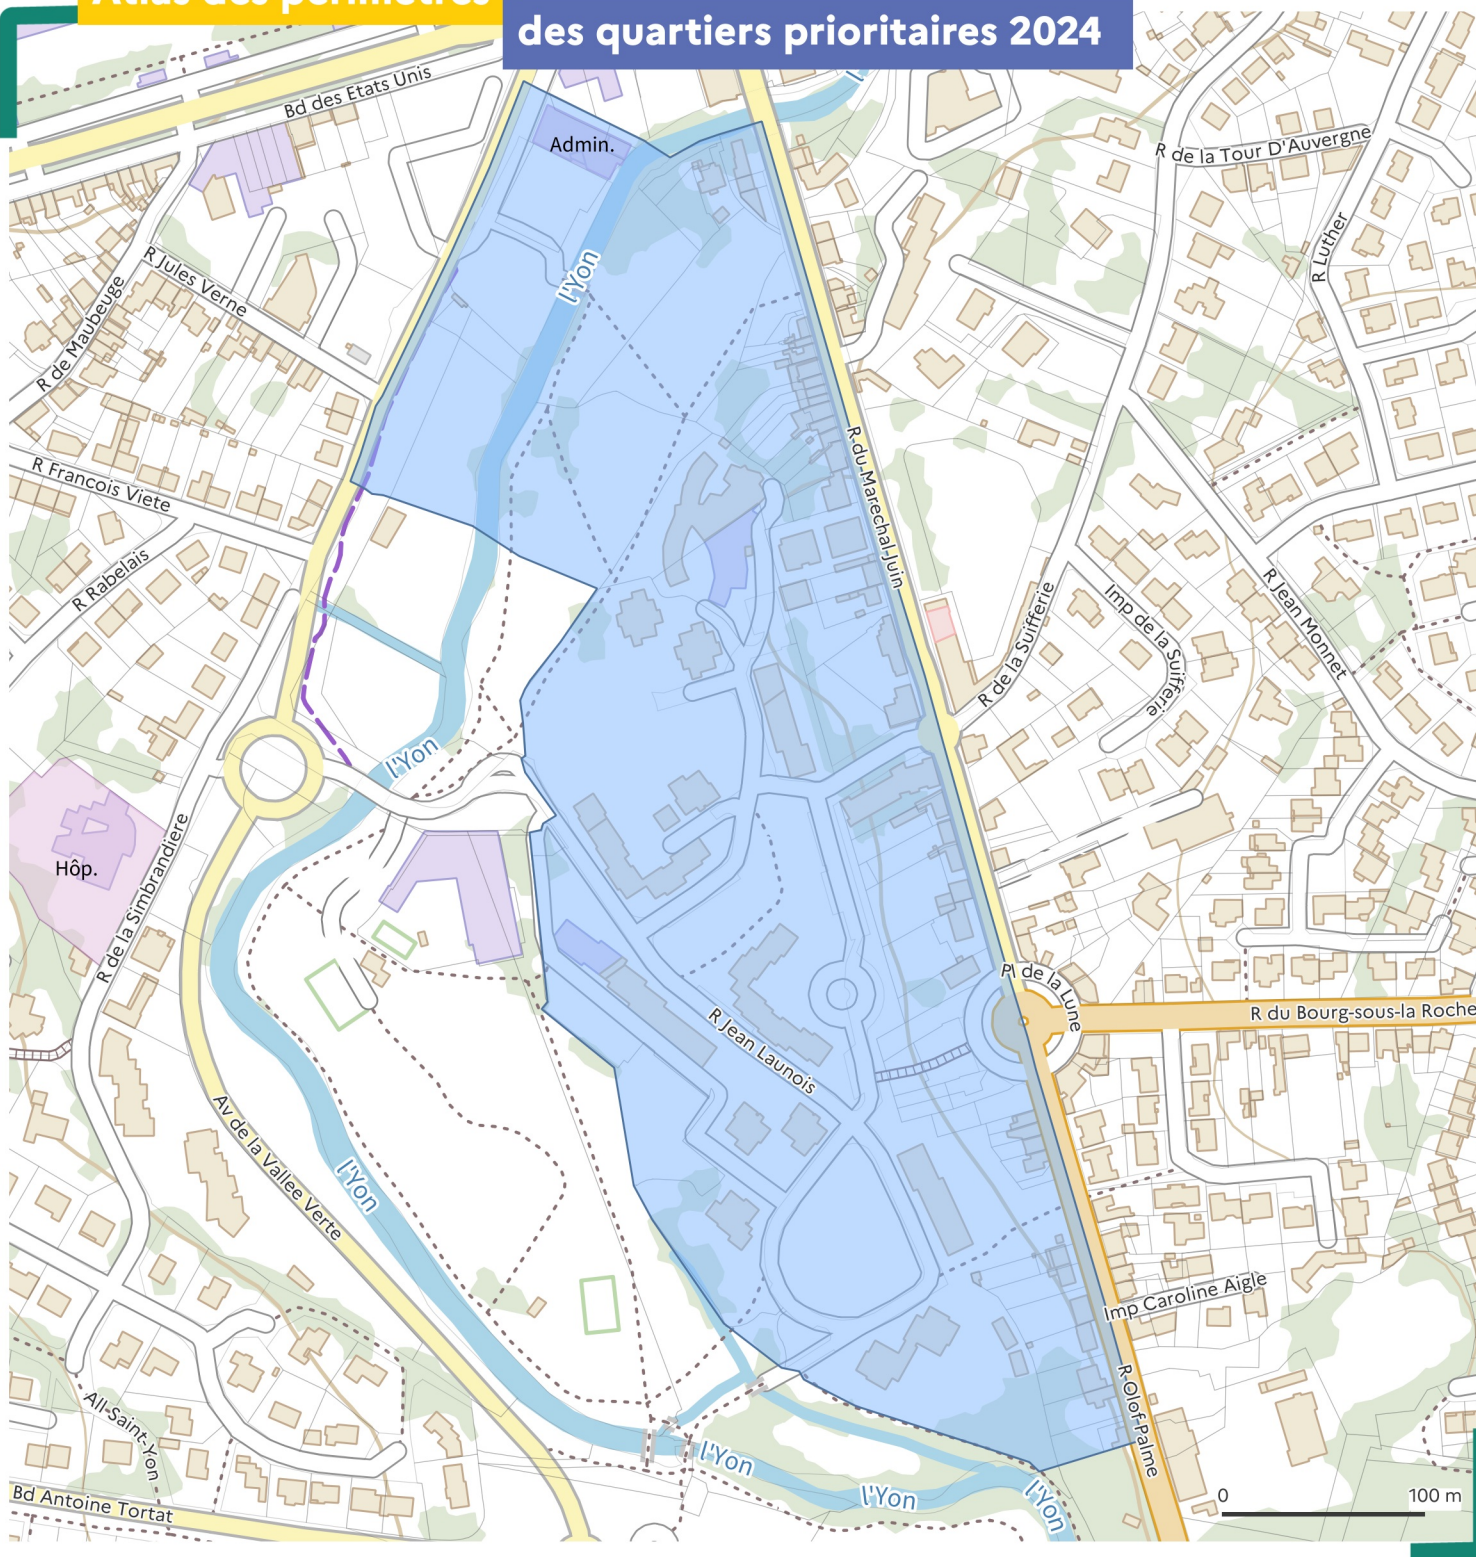 Atlas des périmètres
des quartiers prioritaires 2024
Bd des Etats Unis
Admin.
R de la Tour D'Auvergne
R Luther
R Jules Verne
l'Yon
R de Maubeuge
R Francois Viete
R du Marechal Juin
R Rabelais
R de la Suifferie
Imp de la Suifferie
R Jean Monnet
l'Yon
Hôp.
R de la Simbrandiere
Pl de la Lune
R du Bourg-sous-la Roche
R Jean Launois
Av de la Vallee Verte
l'Yon
Imp Caroline Aigle
R Olof Palme
All Saint-Yon
l'Yon
l'Yon
l'Yon
Bd Antoine Tortat
0 100 m